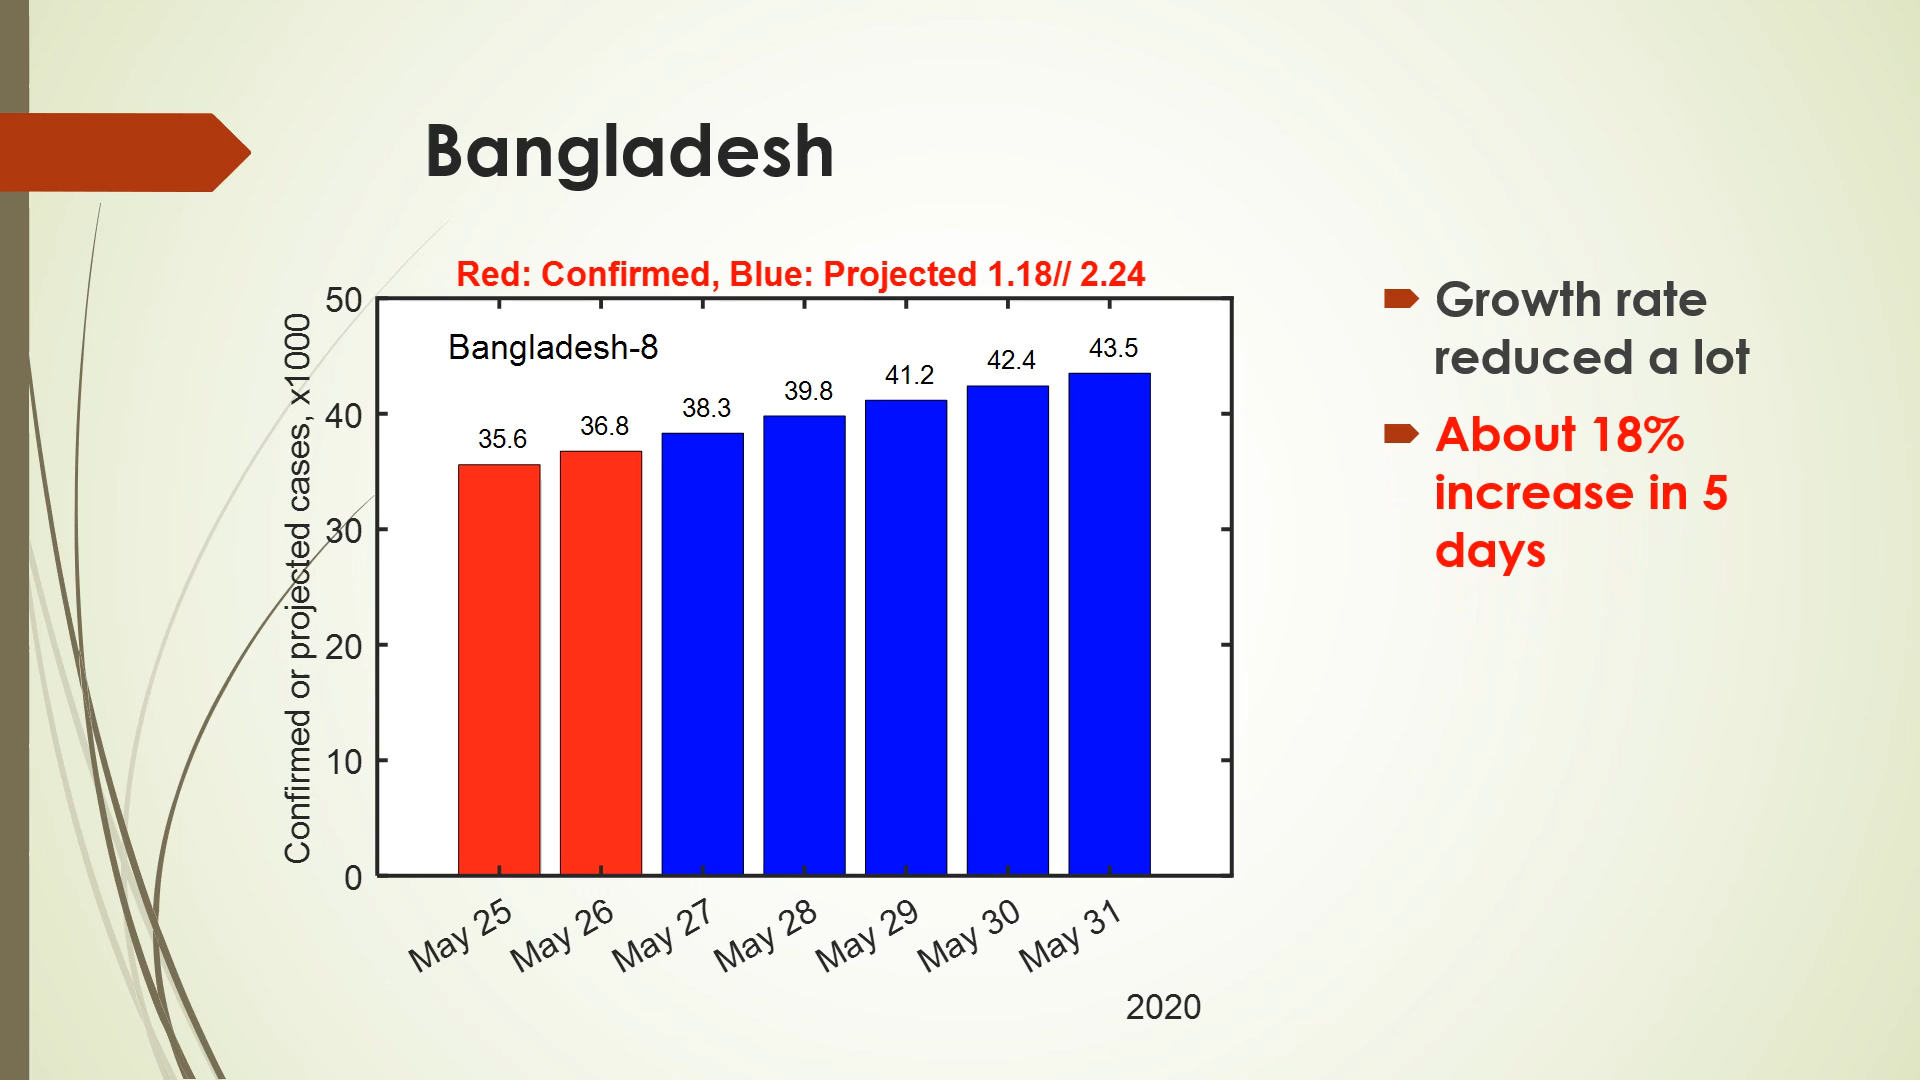 Bangladesh
Red: Confirmed, Blue: Projected 1.18// 2.24
Confirmed or projected cases, x1000
50
40
30
20
10
0
Bangladesh-8
35.6
36.8
38.3
39.8
41.2
42.4
43.5
May 25
May 26
May 27
May 28
May 29
May 30
May 31
2020
Growth rate
reduced a lot
About 18%
increase in 5
days